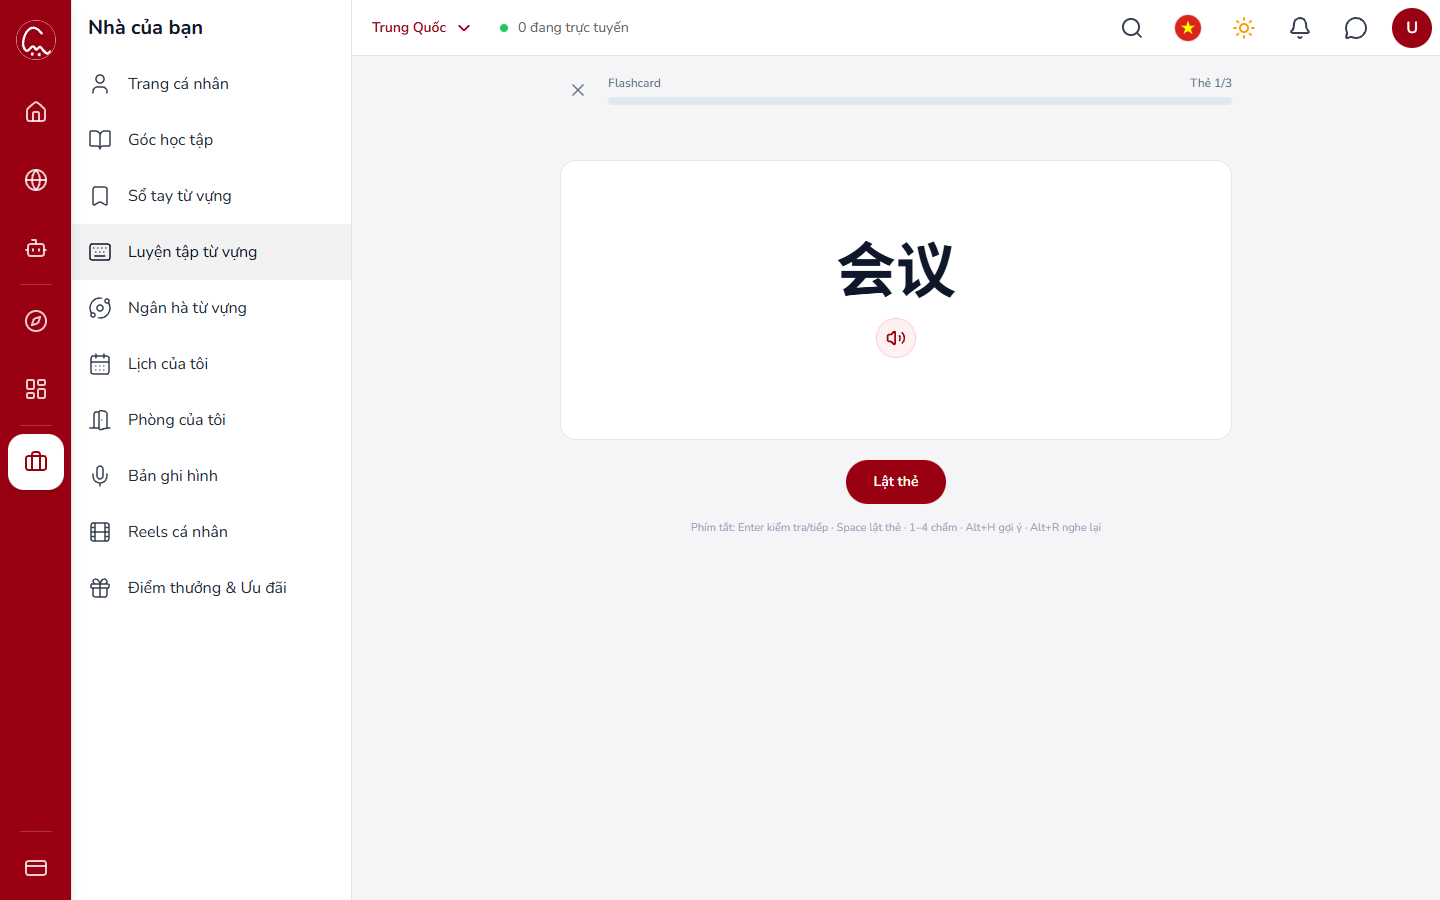 Nhà của bạn
Trang cá nhân
Góc học tập
Sổ tay từ vựng
Luyện tập từ vựng
Ngân hà từ vựng
Lịch của tôi
Phòng của tôi
Bản ghi hình
Reels cá nhân
Điểm thưởng & Ưu đãi
Trung Quốc
0 đang trực tuyến
U
Flashcard
Thẻ 1/3
会议
Lật thẻ
Phím tắt: Enter kiểm tra/tiếp · Space lật thẻ · 1–4 chấm · Alt+H gợi ý · Alt+R nghe lại